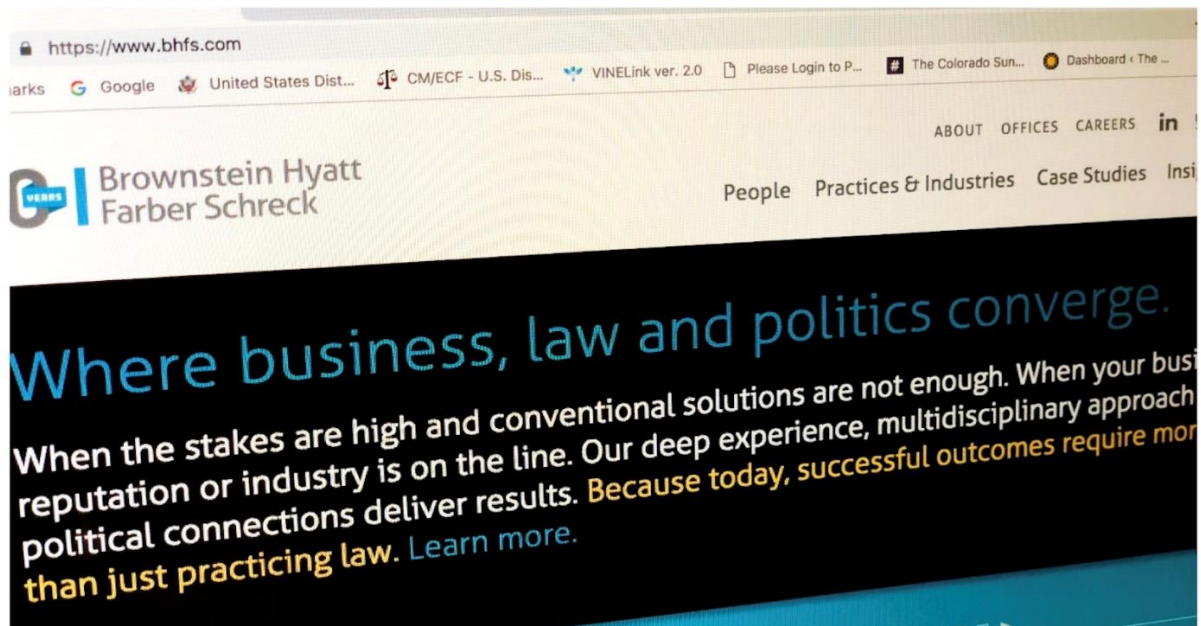 https://www.bhfs.com
Google United States Dist... CM/ECF - U.S. Dis... VINELink ver. 2.0 Please Login to P... # The Colorado Sun... Dashboard ‹ The ...
ABOUT OFFICES CAREERS in
YEARS
Brownstein Hyatt
Farber Schreck
People Practices & Industries Case Studies
Where business, law and politics converge.
When the stakes are high and conventional solutions are not enough. When your
reputation or industry is on the line. Our deep experience, multidisciplinary approach
political connections deliver results. Because today, successful outcomes require
than just practicing law. Learn more.